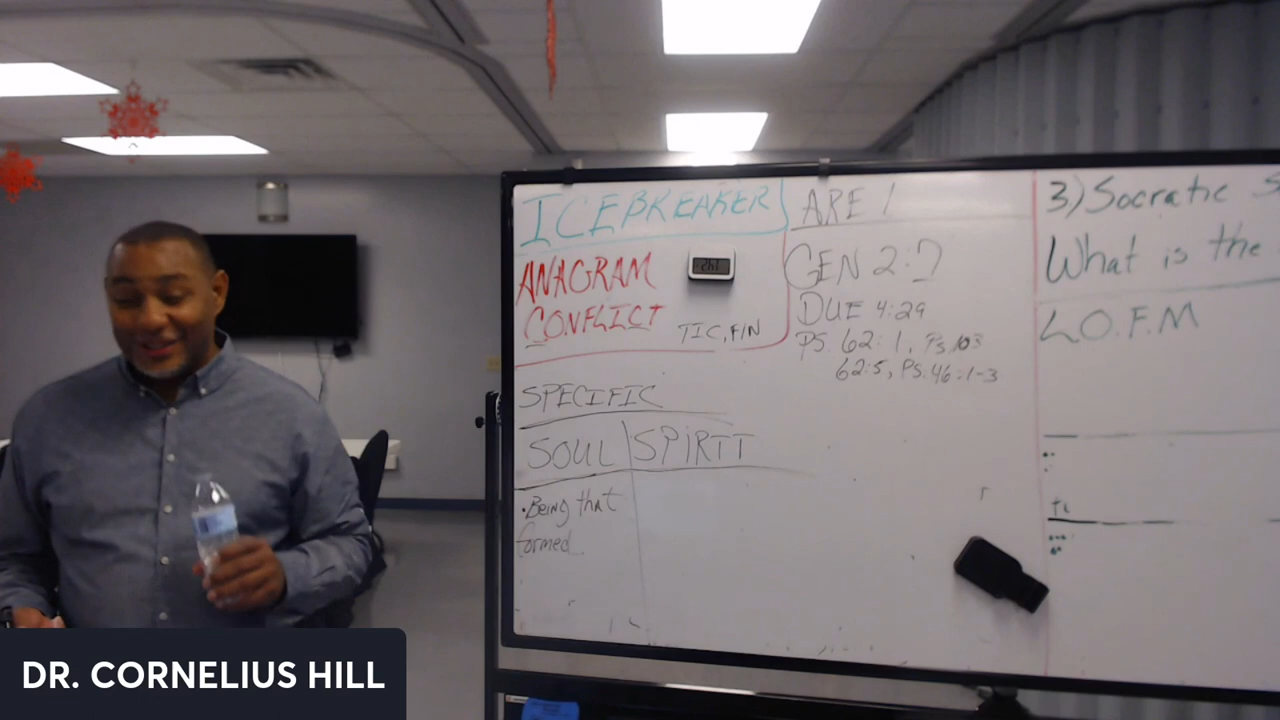 ICEBREAKER
ANAGRAM
CONFLICT
TIC, FIN
SPECIFIC
SOUL | SPIRIT
• Being that
formed...
ARE 1
GEN 2:7
DUE 4:29
PS. 62:1, PS. 103
62:5, PS. 46:1-3
3) Socratic S
What is the
L.O.F.M
DR. CORNELIUS HILL